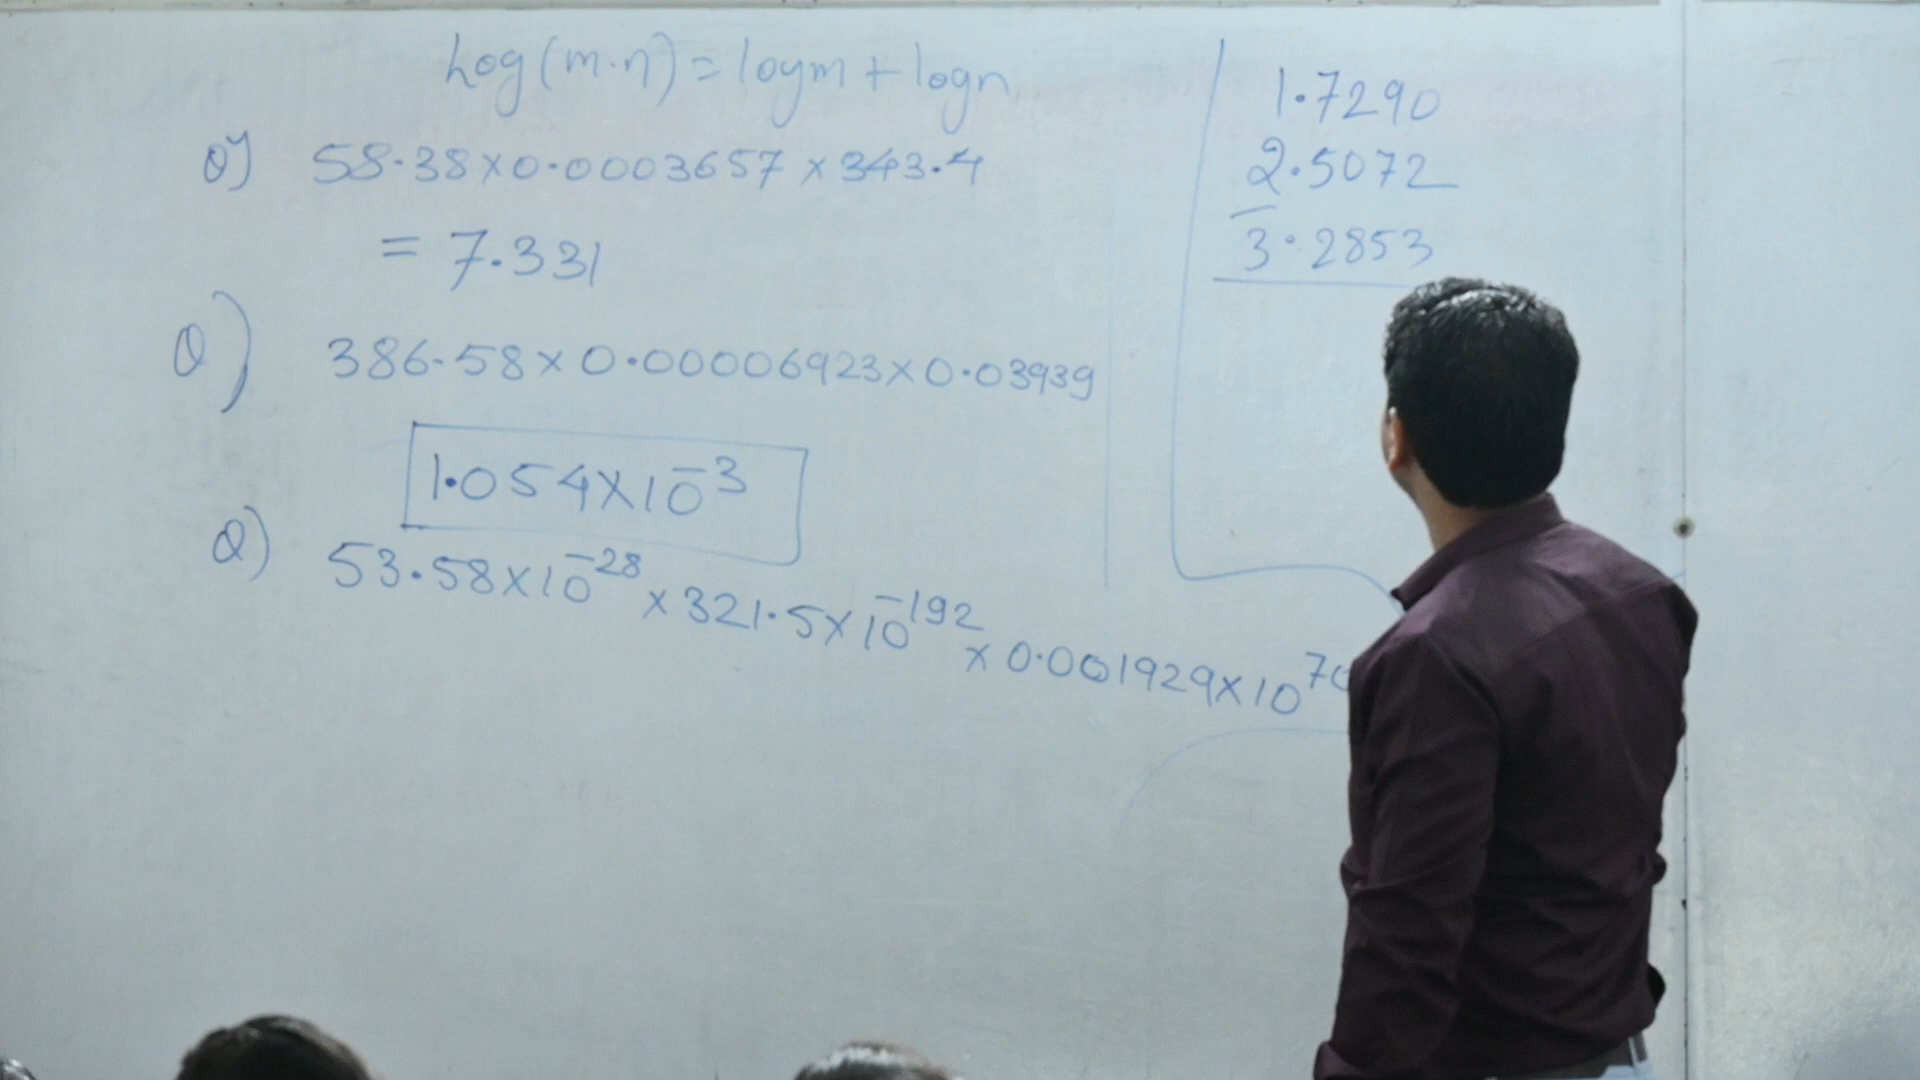 Log(m·n) = logm + logn
Q) 58.38 × 0.0003657 × 343.4
= 7.331
Q) 386.58 × 0.00006923 × 0.03939
1.054 × 10⁻³
Q) 53.58 × 10⁻²⁸ × 321.5 × 10⁻¹⁹² × 0.001929 × 10⁷
1.7290
2.5072
3̅.2853